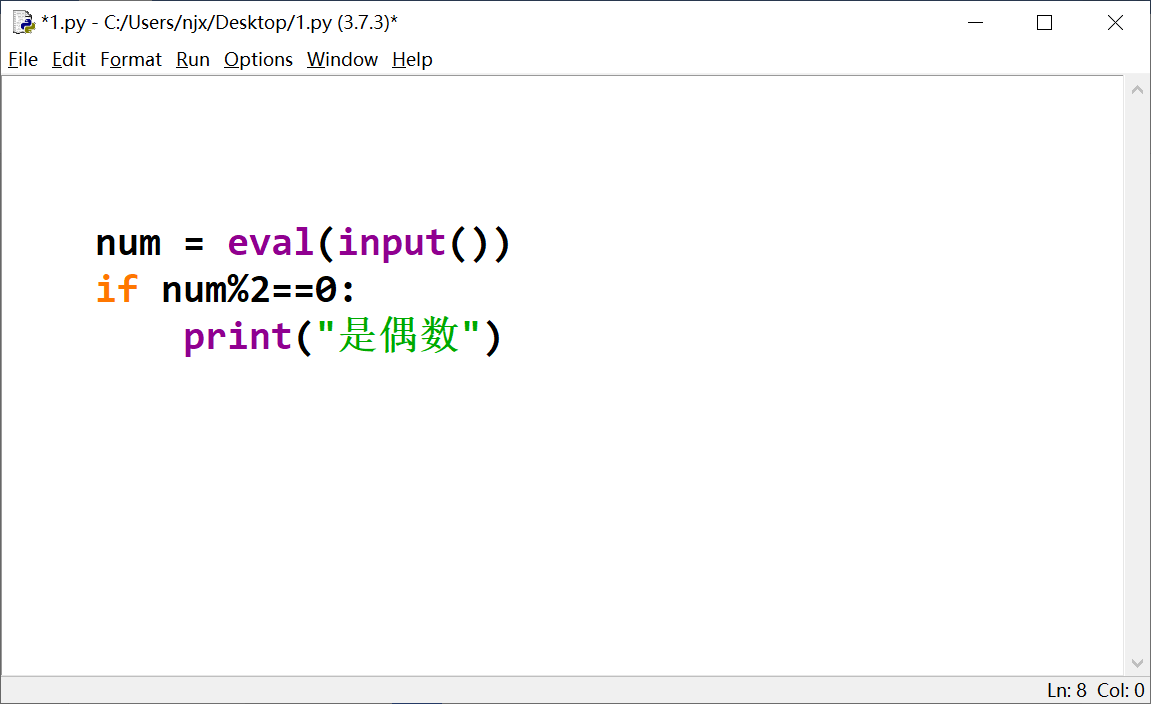 *1.py - C:/Users/njx/Desktop/1.py (3.7.3)*
File Edit Format Run Options Window Help
num = eval(input())
if num%2==0:
    print("是偶数")
Ln: 8 Col: 0